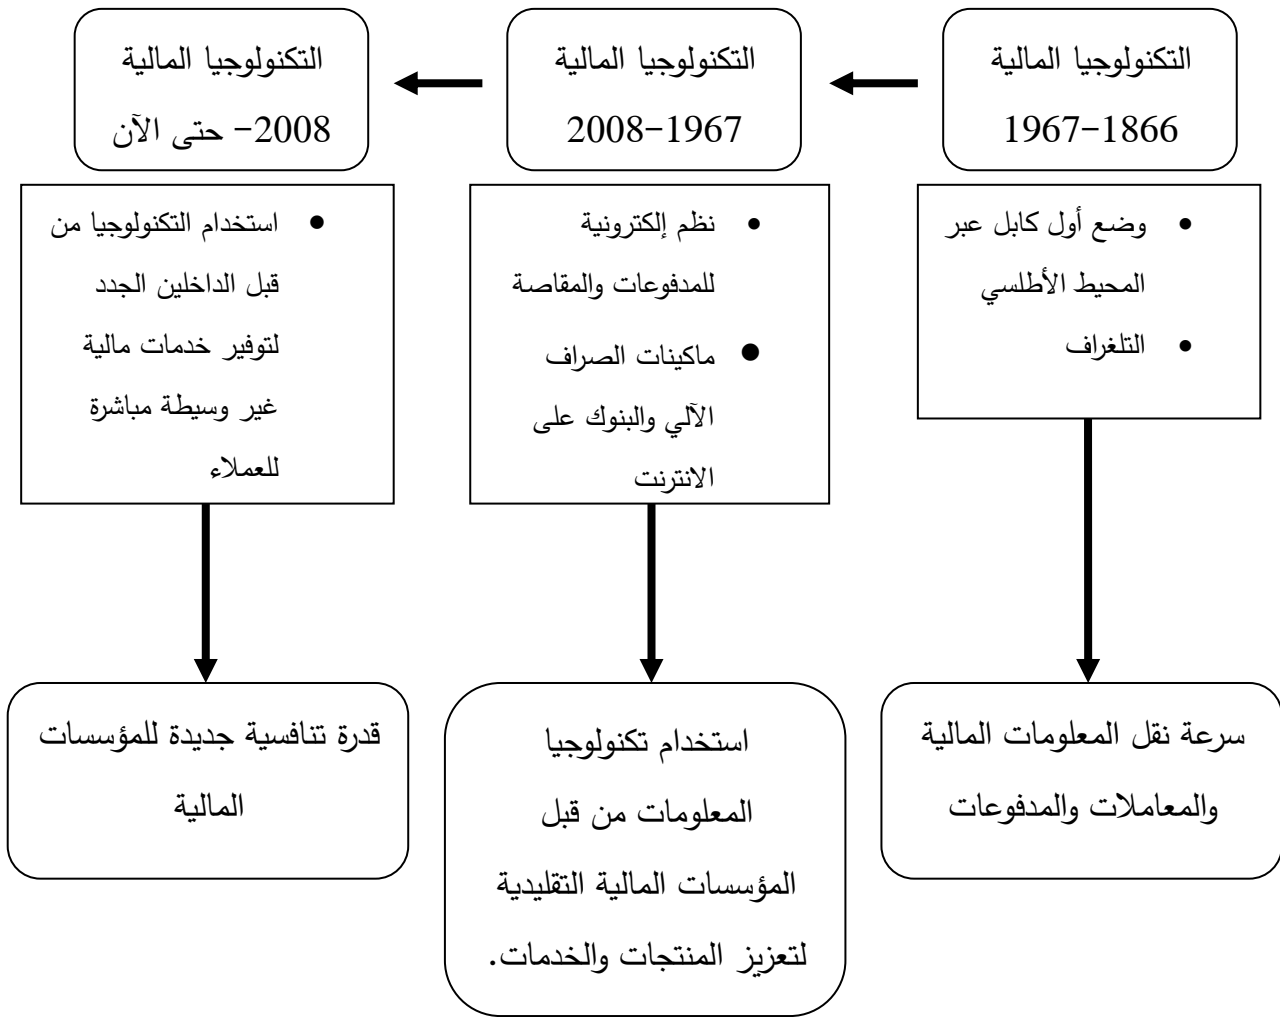 التكنولوجيا المالية
1866-1967
التكنولوجيا المالية
1967-2008
التكنولوجيا المالية
2008- حتى الآن
• وضع أول كابل عبر
المحيط الأطلسي
• التلغراف
• نظم إلكترونية
للمدفوعات والمقاصة
• ماكينات الصراف
الآلي والبنوك على
الانترنت
• استخدام التكنولوجيا من
قبل الداخلين الجدد
لتوفير خدمات مالية
غير وسيطة مباشرة
للعملاء
سرعة نقل المعلومات المالية
والمعاملات والمدفوعات
استخدام تكنولوجيا
المعلومات من قبل
المؤسسات المالية التقليدية
لتعزيز المنتجات والخدمات.
قدرة تنافسية جديدة للمؤسسات
المالية